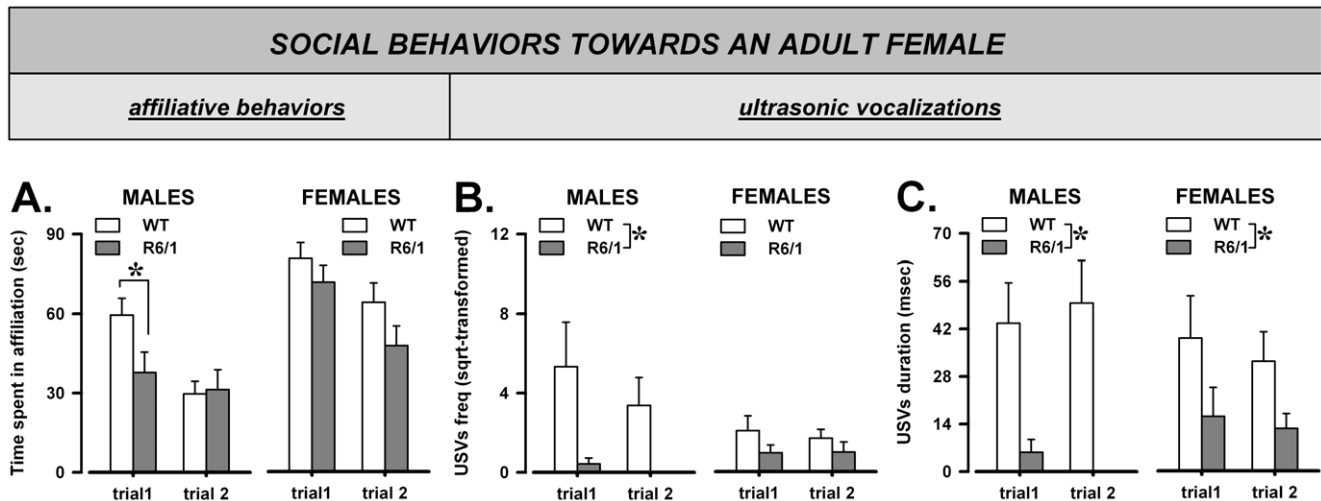 SOCIAL BEHAVIORS TOWARDS AN ADULT FEMALE
affiliative behaviors
ultrasonic vocalizations
A.
MALES
WT
R6/1
FEMALES
WT
R6/1
Time spent in affiliation (sec)
90
60
30
0
*
trial1
trial 2
trial1
trial 2
B.
MALES
WT
R6/1
*
FEMALES
WT
R6/1
USVs freq (sqrt-transformed)
12
8
4
0
trial1
trial 2
trial1
trial 2
C.
MALES
WT
R6/1
*
FEMALES
WT
R6/1
*
USVs duration (msec)
70
56
42
28
14
0
trial1
trial 2
trial1
trial 2